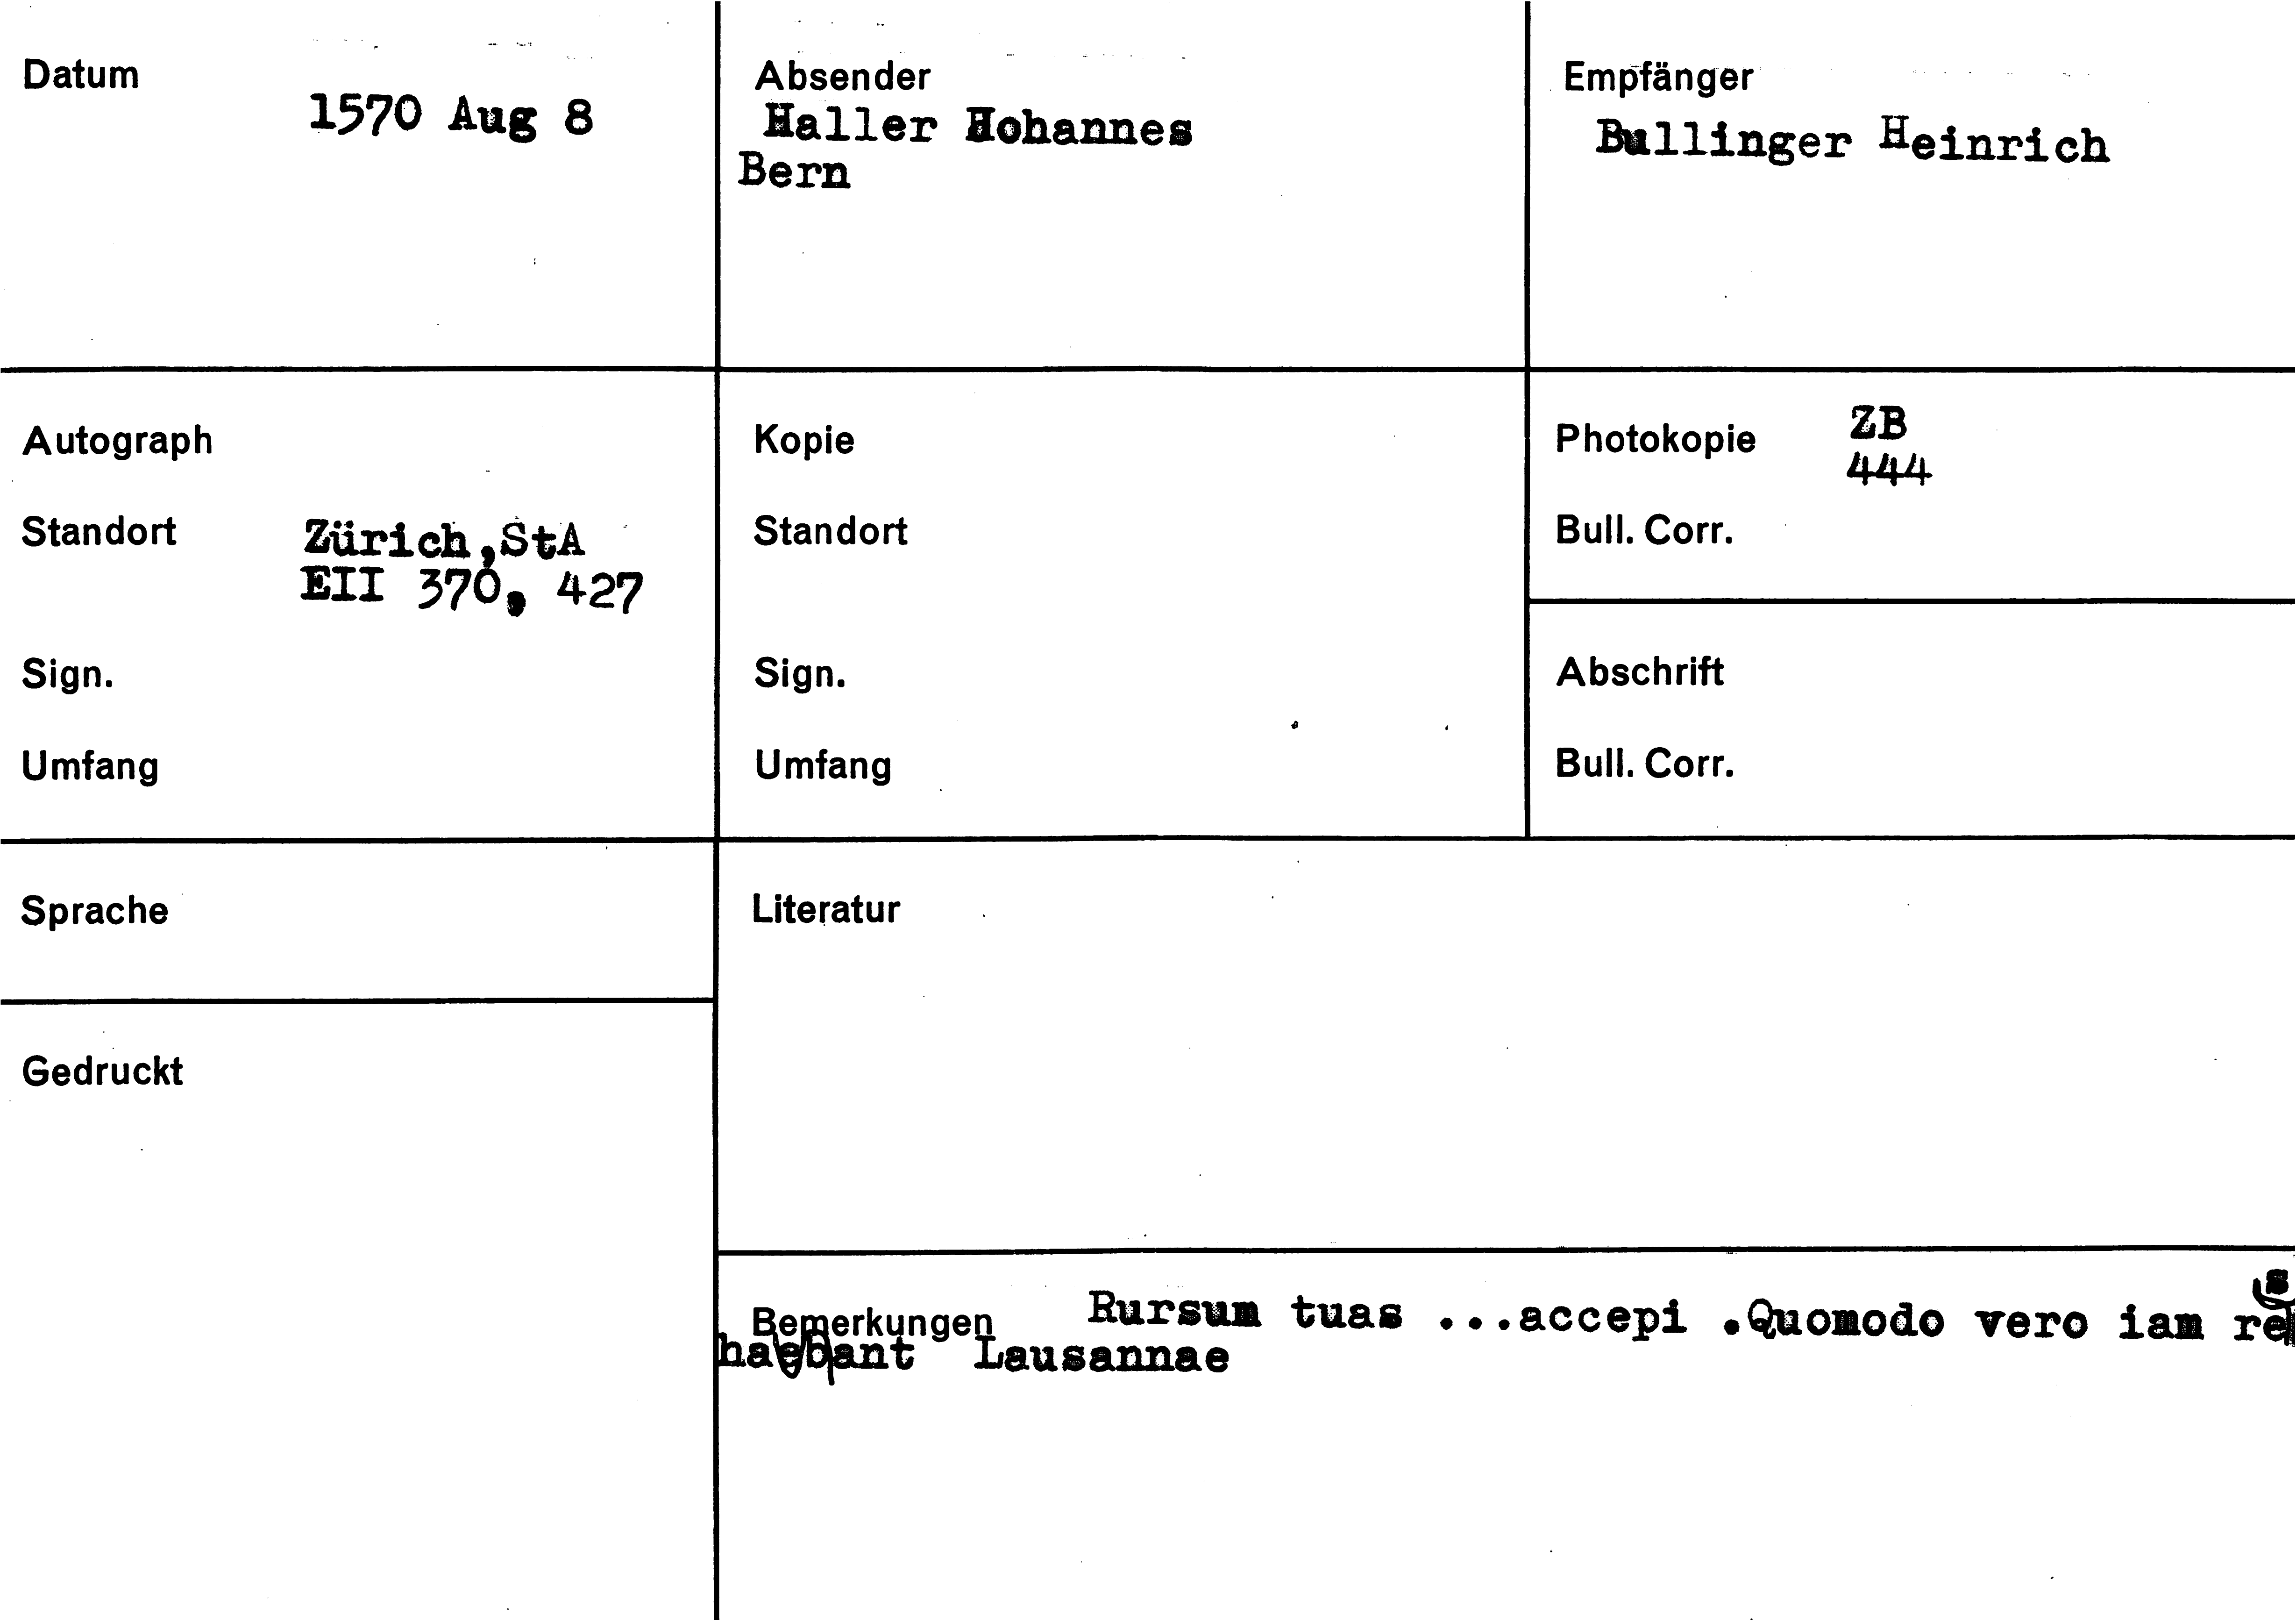 Datum
1570 Aug 8
Absender
Haller Hohannes
Bern
Empfänger
Bullinger Heinrich
Autograph
Standort
Zürich,StA
EII 370, 427
Sign.
Umfang
Kopie
Standort
Sign.
Umfang
Photokopie ZB
444
Bull. Corr.
Abschrift
Bull. Corr.
Sprache
Gedruckt
Literatur
Bemerkungen Rursum tuas ...accepi .Quomodo vero iam res
Lausannae